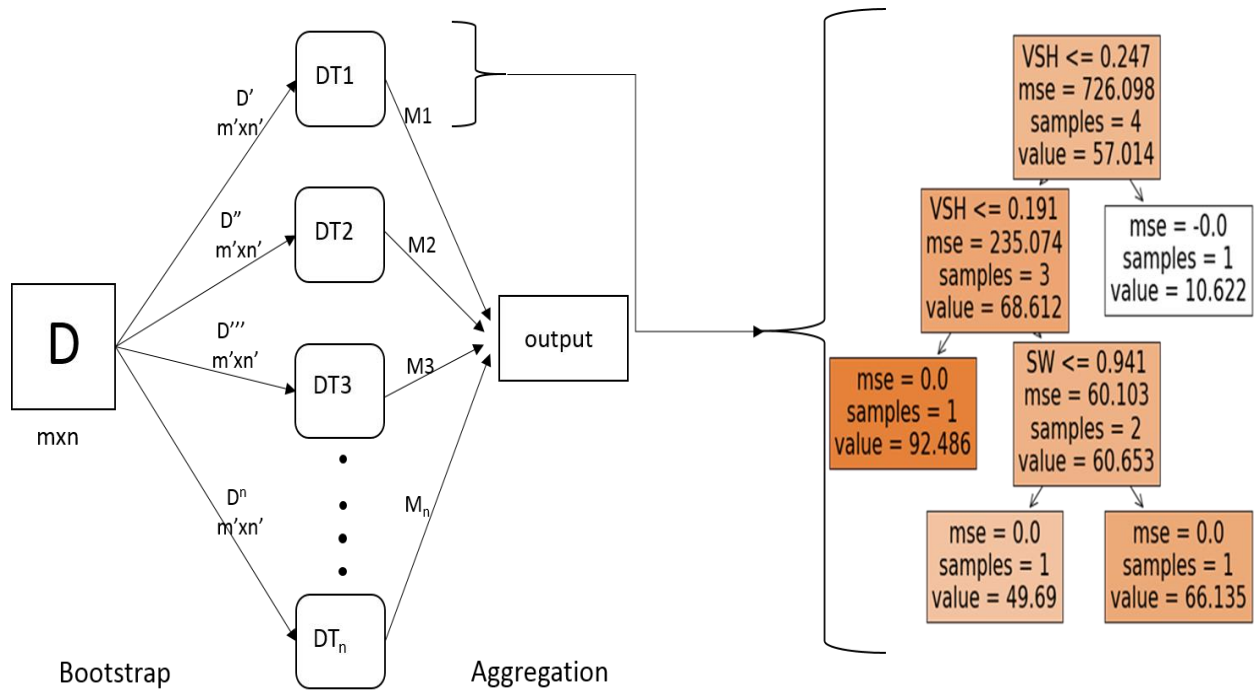 D
mxn
D'
m'xn'
D''
m'xn'
D'''
m'xn'
Dⁿ
m'xn'
DT1
DT2
DT3
DTₙ
M1
M2
M3
Mₙ
output
Bootstrap
Aggregation
VSH <= 0.247
mse = 726.098
samples = 4
value = 57.014
VSH <= 0.191
mse = 235.074
samples = 3
value = 68.612
mse = -0.0
samples = 1
value = 10.622
mse = 0.0
samples = 1
value = 92.486
SW <= 0.941
mse = 60.103
samples = 2
value = 60.653
mse = 0.0
samples = 1
value = 49.69
mse = 0.0
samples = 1
value = 66.135